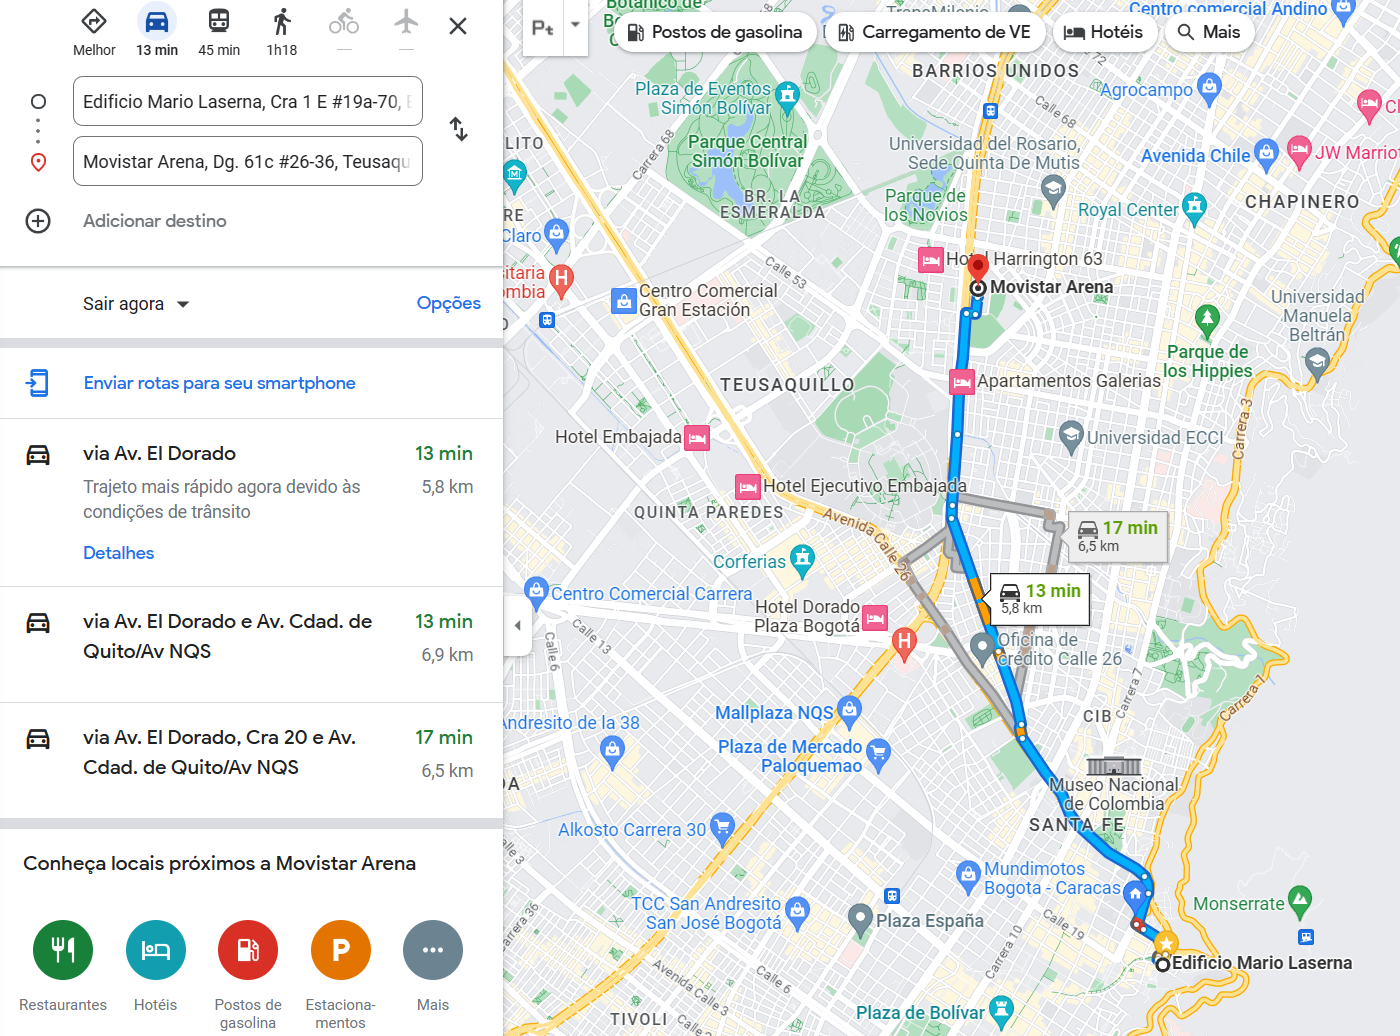 Melhor
13 min
45 min
1h18
Edificio Mario Laserna, Cra 1 E #19a-70,
Movistar Arena, Dg. 61c #26-36, Teusaqu
Adicionar destino
Sair agora
Opções
Enviar rotas para seu smartphone
via Av. El Dorado
13 min
Trajeto mais rápido agora devido às
condições de trânsito
5,8 km
Detalhes
via Av. El Dorado e Av. Cdad. de
Quito/Av NQS
13 min
6,9 km
via Av. El Dorado, Cra 20 e Av.
Cdad. de Quito/Av NQS
17 min
6,5 km
Conheça locais próximos a Movistar Arena
Restaurantes
Hotéis
Postos de
gasolina
Estaciona-
mentos
Mais
Postos de gasolina
Carregamento de VE
Hotéis
Mais
Centro comercial Andino
BARRIOS UNIDOS
Plaza de Eventos
Simón Bolívar
Agrocampo
Carrera 68
Calle 68
72
Parque Central
Simón Bolívar
Universidad del Rosario,
Sede Quinta De Mutis
Avenida Chile
JW Marriot
LITO
BR. LA
ESMERALDA
Parque de
los Novios
Royal Center
CHAPINERO
RE
Claro
Hotel Harrington 63
Calle 53
Movistar Arena
sitaria
mbia
Centro Comercial
Gran Estación
Universidad
Manuela
Beltrán
Parque de
los Hippies
TEUSAQUILLO
Apartamentos Galerias
Carrera 3
Hotel Embajada
Universidad ECCI
Hotel Ejecutivo Embajada
QUINTA PAREDES
Avenida Calle 26
17 min
6,5 km
Corferias
13 min
5,8 km
Centro Comercial Carrera
Hotel Dorado
Plaza Bogotá
Calle 13
Calle 6
Oficina de
crédito Calle 26
Carrera 7
Carrera 7
Mallplaza NQS
CIB
Andresito de la 38
Plaza de Mercado
Paloquemao
DA
Museo Nacional
de Colombia
SANTA FE
Alkosto Carrera 30
Mundimotos
Bogota - Caracas
TCC San Andresito
San José Bogotá
Plaza España
Monserrate
Calle 19
Carrera 10
Carrera 36
Edificio Mario Laserna
Avenida Calle 3
Calle 6
TIVOLI
Calle 2
Plaza de Bolívar